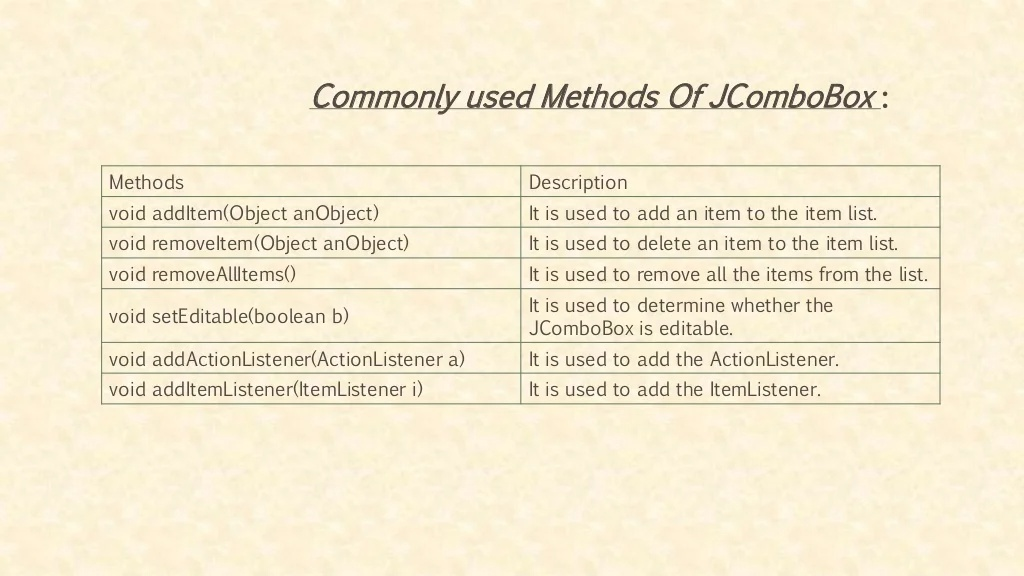 Commonly used Methods Of JComboBox :
Methods Description
void addItem(Object anObject) It is used to add an item to the item list.
void removeItem(Object anObject) It is used to delete an item to the item list.
void removeAllItems() It is used to remove all the items from the list.
void setEditable(boolean b) It is used to determine whether the
JComboBox is editable.
void addActionListener(ActionListener a) It is used to add the ActionListener.
void addItemListener(ItemListener i) It is used to add the ItemListener.